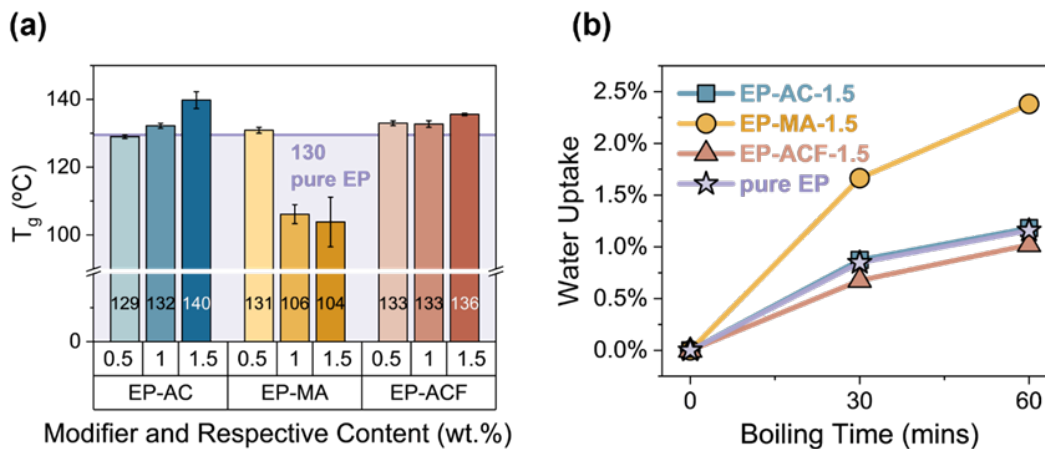 (a)
140
120
100
0
Tg (ºC)
130
pure EP
129
132
140
131
106
104
133
133
136
0.5
1
1.5
0.5
1
1.5
0.5
1
1.5
EP-AC
EP-MA
EP-ACF
Modifier and Respective Content (wt.%)
(b)
2.5%
2.0%
1.5%
1.0%
0.5%
0.0%
Water Uptake
EP-AC-1.5
EP-MA-1.5
EP-ACF-1.5
pure EP
0
30
60
Boiling Time (mins)